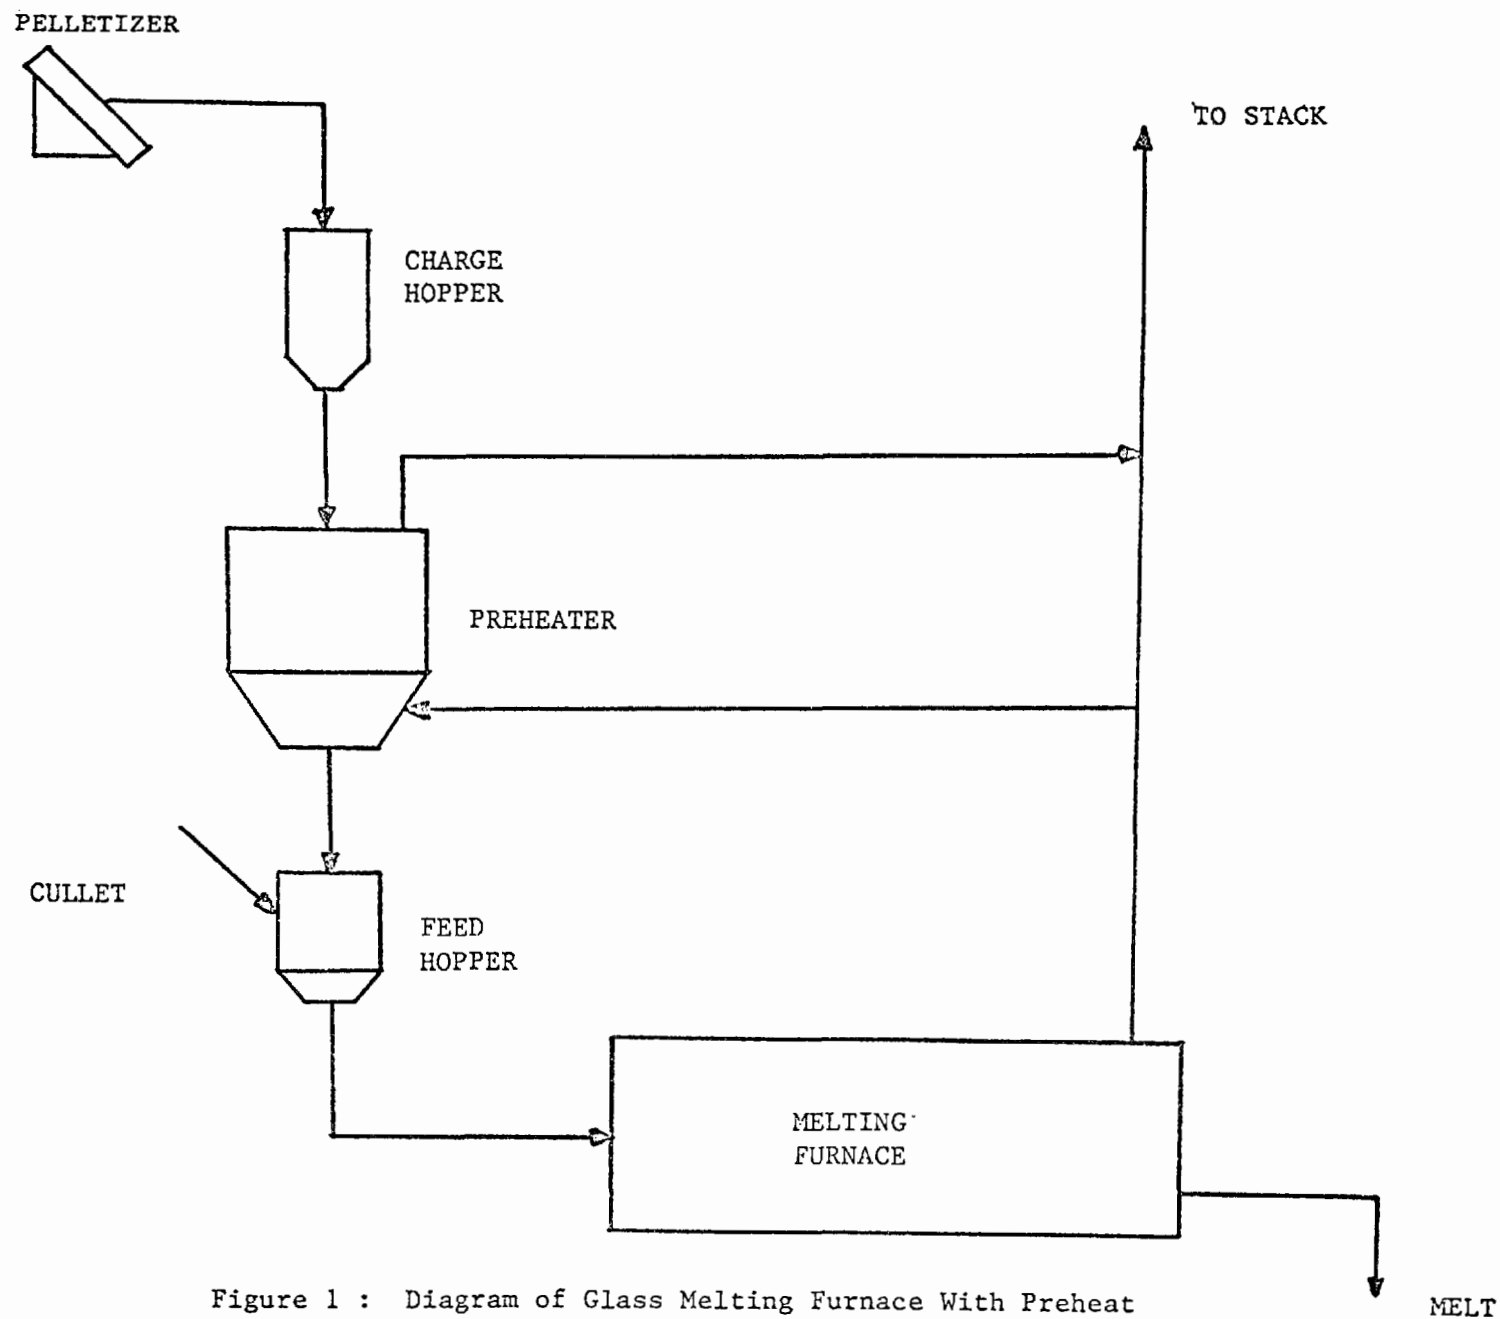 PELLETIZER
TO STACK
CHARGE
HOPPER
PREHEATER
CULLET
FEED
HOPPER
MELTING
FURNACE
Figure 1 : Diagram of Glass Melting Furnace With Preheat
MELT